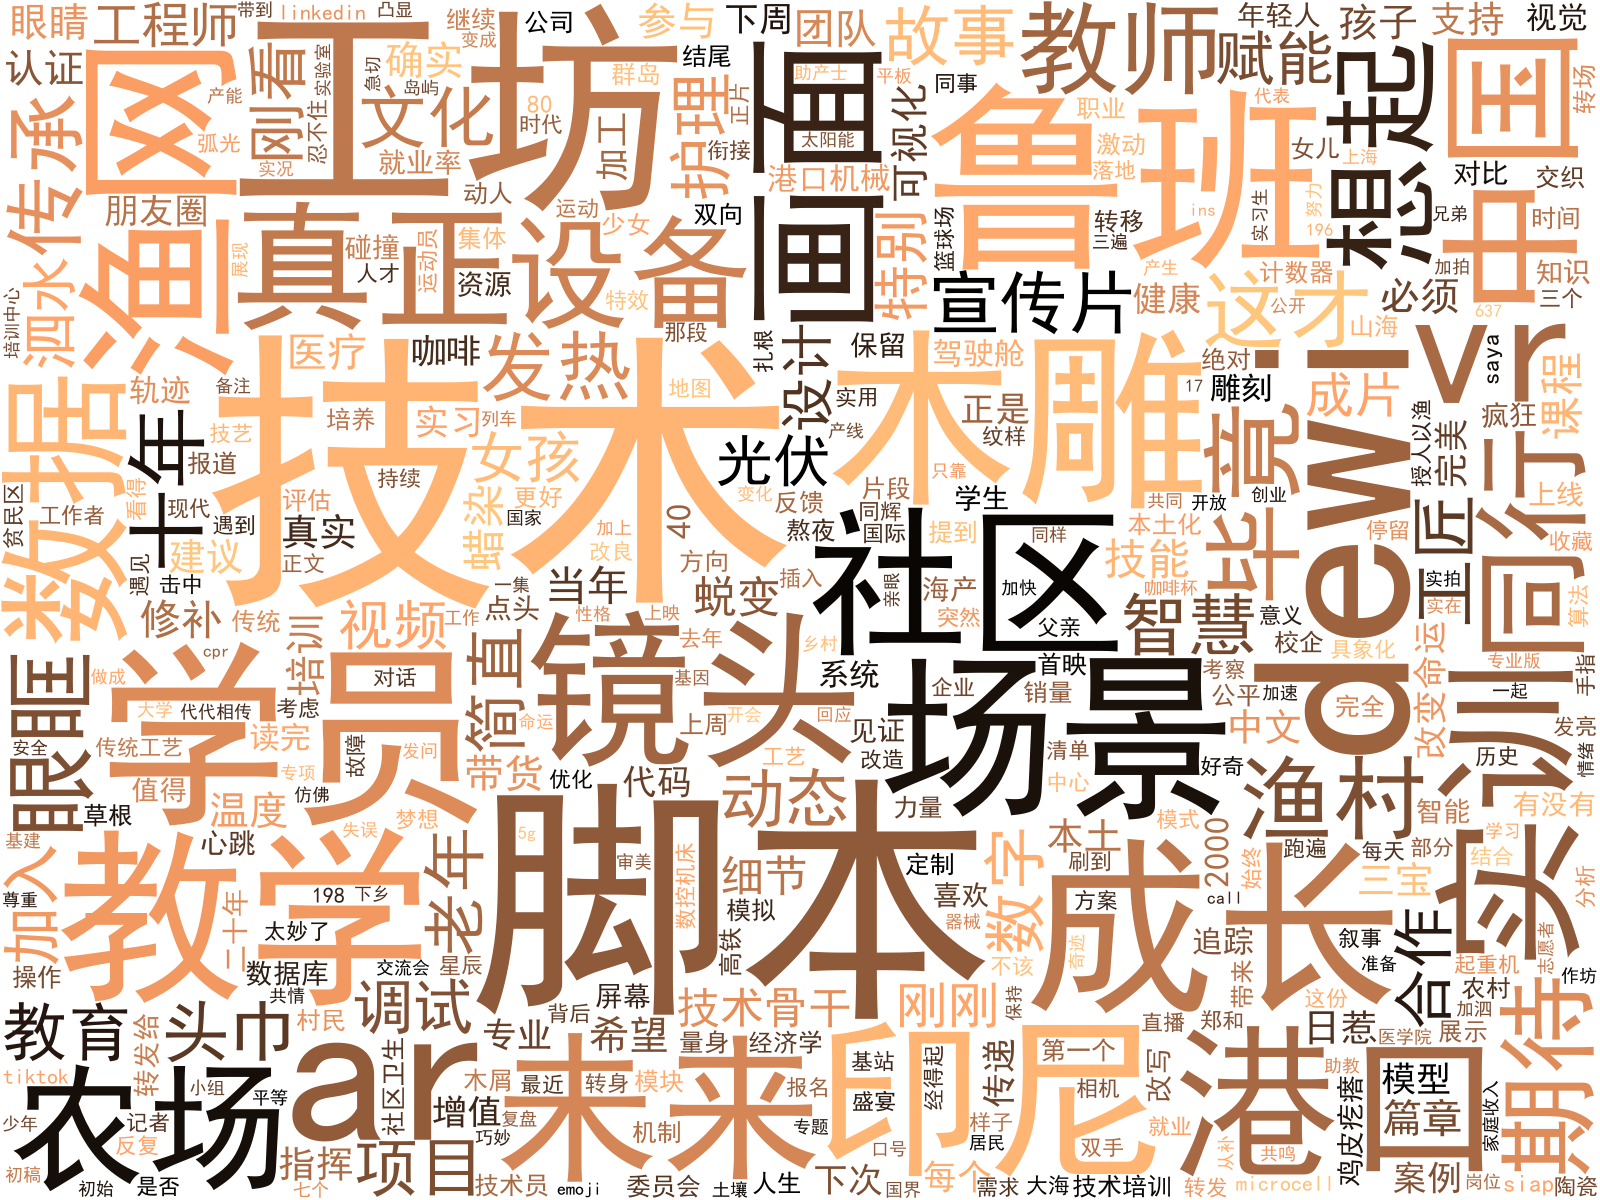 眼睛
工程师
带到
linkedin
凸显
继续
变成
公司
参与
下周
团队
故事
教师
年轻人
孩子
支持
视觉
认证
产能
网
刚看
实验室
急切
忍不住
岛屿
确实
工坊
群岛
80
时代
结尾
助产士
平板
同事
赋能
职业
激动
代表
想起
中国
转场
弧光
实况
文化
就业率
加工
护理
正片
衔接
画面
太阳能
可视化
鲁班
落地
女儿
上海
对比
交织
传承
朋友圈
动人
运动
少女
双向
港口机械
篮球场
转移
三遍
ins
实习生
努力
196
兄弟
时间
渔网
展现
真正
碰撞
人才
运动员
集体
资源
特效
设备
那段
特别
宣传片
产生
健康
计数器
公开
这才
必须
加拍
知识
三个
山海
637
泗水
培训中心
医疗
咖啡
发热
地图
扎根
设计
保留
驾驶舱
木雕
绝对
雕刻
17
dewi
saya
成片
课程
数据
轨迹
备注
十年
技艺
报道
培养
实习
列车
技术
女孩
光伏
实用
产线
正是
纹样
只靠
毕竟
授人以渔
疯狂
完美
上线
贫民区
工作者
看得
现代
遇到
评估
持续
真实
蜡染
更好
国家
加上
改良
40
变化
反馈
片段
同辉
熬夜
国际
学生
提到
共同
同样
开放
本土化
创业
技能
工匠
停留
收藏
同行
建议
遇见
击中
正文
一集
点头
当年
方向
蜕变
插入
社区
亲眼
加快
海产
突然
咖啡杯
智慧
意义
校企
实拍
实在
算法
修补
传统
cpr
培训
视频
工作
性格
上映
去年
乡村
父亲
眼眶
做成
学员
对话
简直
镜头
基因
系统
首映
场景
考察
公平
加速
改变命运
具象化
专业版
一起
手指
大学
代代相传
考虑
命运
上周
开会
回应
企业
销量
中文
完全
发亮
安全
传统工艺
读完
故障
发问
带货
工艺
见证
改造
清单
中心
好奇
历史
情绪
实训
值得
专项
仿佛
优化
代码
动态
力量
渔村
智能
有没有
草根
温度
失误
梦想
脚本
5g
审美
数控机床
细节
定制
数字
本土
模式
刷到
2000
始终
跑遍
每天
部分
学习
结合
基建
心跳
教学
老年
模拟
喜欢
器械
成长
方案
call
三宝
分析
尊重
加入
二十年
198
下乡
太妙了
高铁
不该
奇迹
追踪
叙事
合作
志愿者
操作
数据库
交流会
星辰
背后
屏幕
技术骨干
刚刚
保持
带来
这份
准备
起重机
作坊
教育
头巾
共情
村民
调试
专业
希望
量身
经济学
印尼
传递
直播
郑和
日惹
农村
加泗
医学院
展示
期待
tiktok
转发给
小组
平等
ar
社区卫生
木屑
最近
转身
模块
报名
基站
盛宴
经得起
第一个
相机
改写
港口
助教
模型
篇章
农场
少年
记者
反复
增值
复盘
巧妙
未来
机制
专题
口号
样子
居民
双手
就业
从补
共鸣
鸡皮疙瘩
家庭收入
初稿
初始
是否
指挥
七个
项目
技术员
emoji
委员会
土壤
人生
下次
国界
每个
需求
大海
技术培训
转发
microcell
案例
siap
岗位
陶瓷